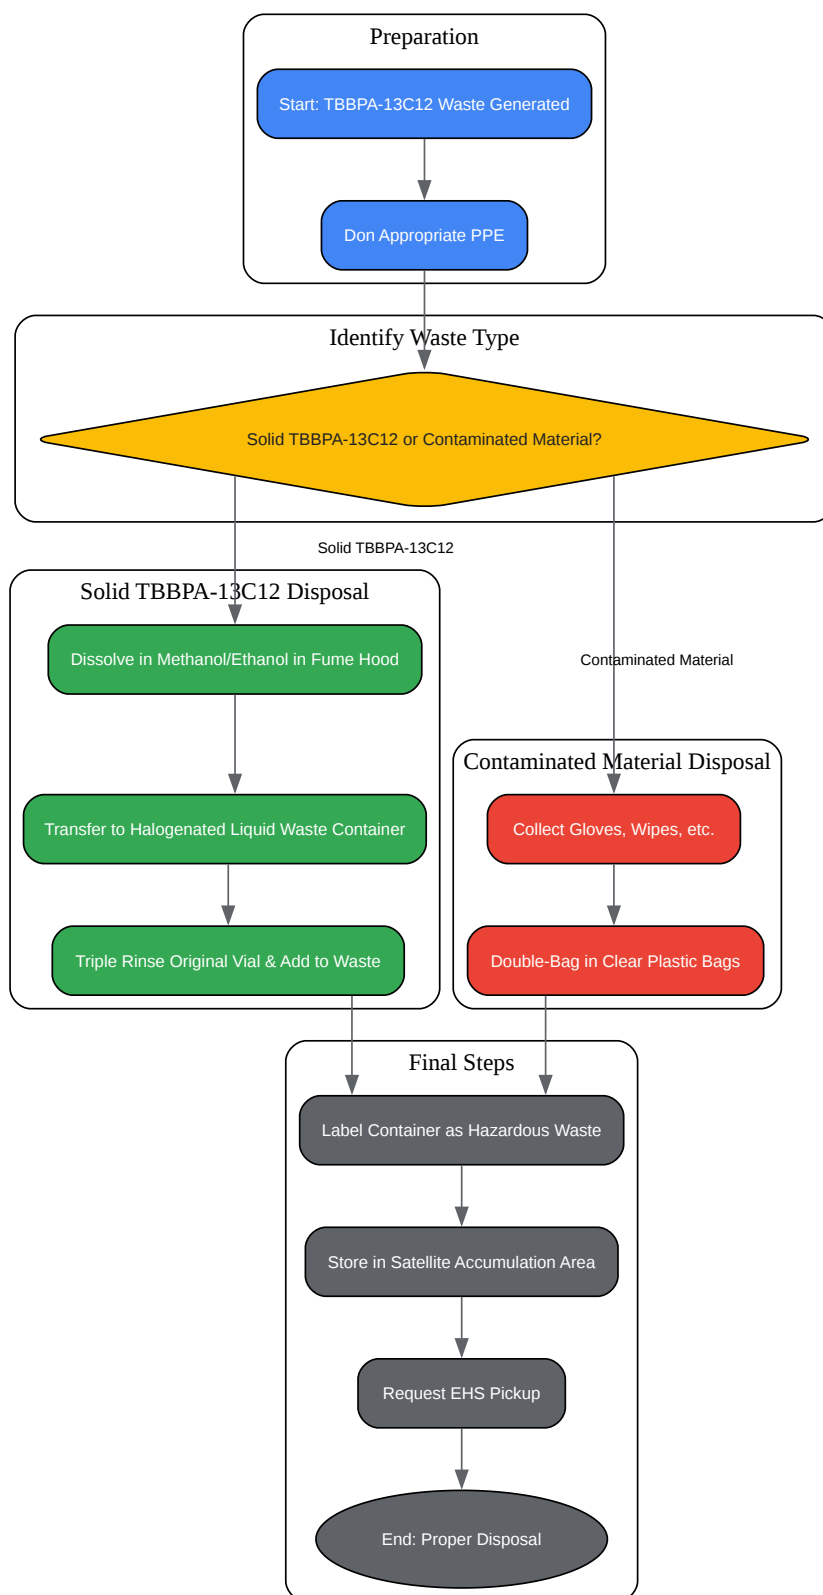 Preparation
Start: TBBPA-13C12 Waste Generated
Don Appropriate PPE
Identify Waste Type
Solid TBBPA-13C12 or Contaminated Material?
Solid TBBPA-13C12
Solid TBBPA-13C12 Disposal
Dissolve in Methanol/Ethanol in Fume Hood
Transfer to Halogenated Liquid Waste Container
Triple Rinse Original Vial & Add to Waste
Contaminated Material
Contaminated Material Disposal
Collect Gloves, Wipes, etc.
Double-Bag in Clear Plastic Bags
Final Steps
Label Container as Hazardous Waste
Store in Satellite Accumulation Area
Request EHS Pickup
End: Proper Disposal